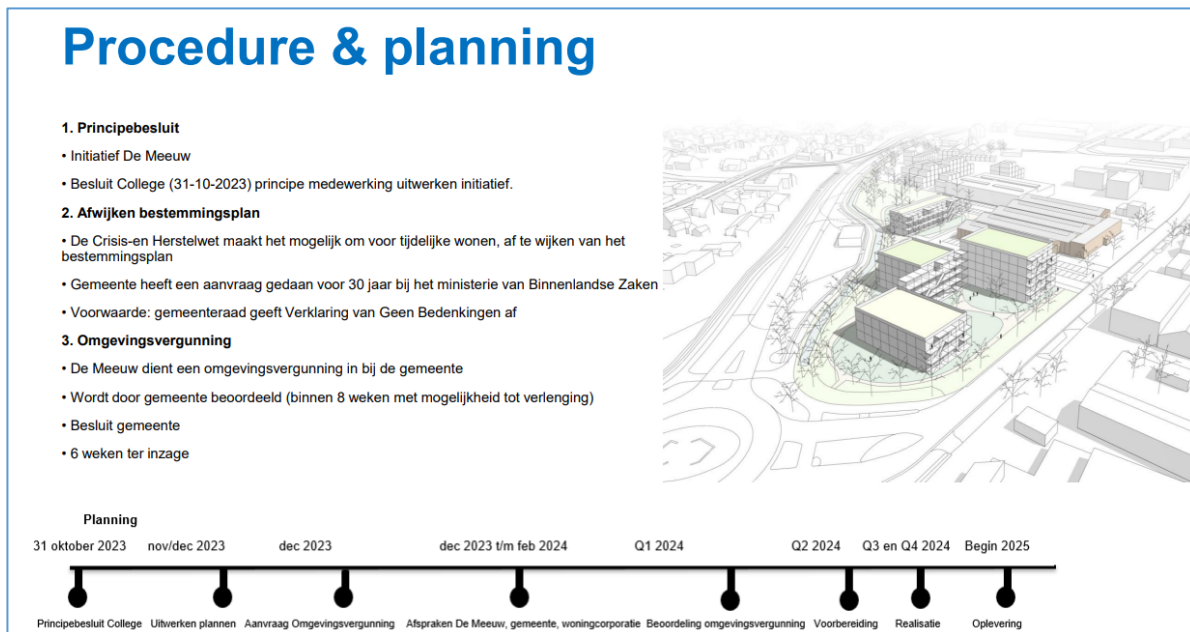 Procedure & planning
1. Principebesluit
• Initiatief De Meeuw
• Besluit College (31-10-2023) principe medewerking uitwerken initiatief.
2. Afwijken bestemmingsplan
• De Crisis-en Herstelwet maakt het mogelijk om voor tijdelijke wonen, af te wijken van het
bestemmingsplan
• Gemeente heeft een aanvraag gedaan voor 30 jaar bij het ministerie van Binnenlandse Zaken
• Voorwaarde: gemeenteraad geeft Verklaring van Geen Bedenkingen af
3. Omgevingsvergunning
• De Meeuw dient een omgevingsvergunning in bij de gemeente
• Wordt door gemeente beoordeeld (binnen 8 weken met mogelijkheid tot verlenging)
• Besluit gemeente
• 6 weken ter inzage
Planning
31 oktober 2023 nov/dec 2023 dec 2023 dec 2023 t/m feb 2024 Q1 2024 Q2 2024 Q3 en Q4 2024 Begin 2025
Principebesluit College Uitwerken plannen Aanvraag Omgevingsvergunning Afspraken De Meeuw, gemeente, woningcorporatie Beoordeling omgevingsvergunning Voorbereiding Realisatie Oplevering